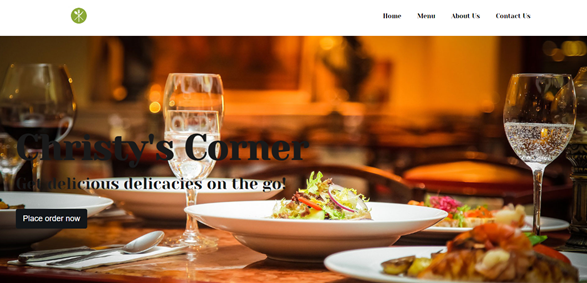 Home Menu About Us Contact Us
Christy's Corner
Get delicious delicacies on the go!
Place order now